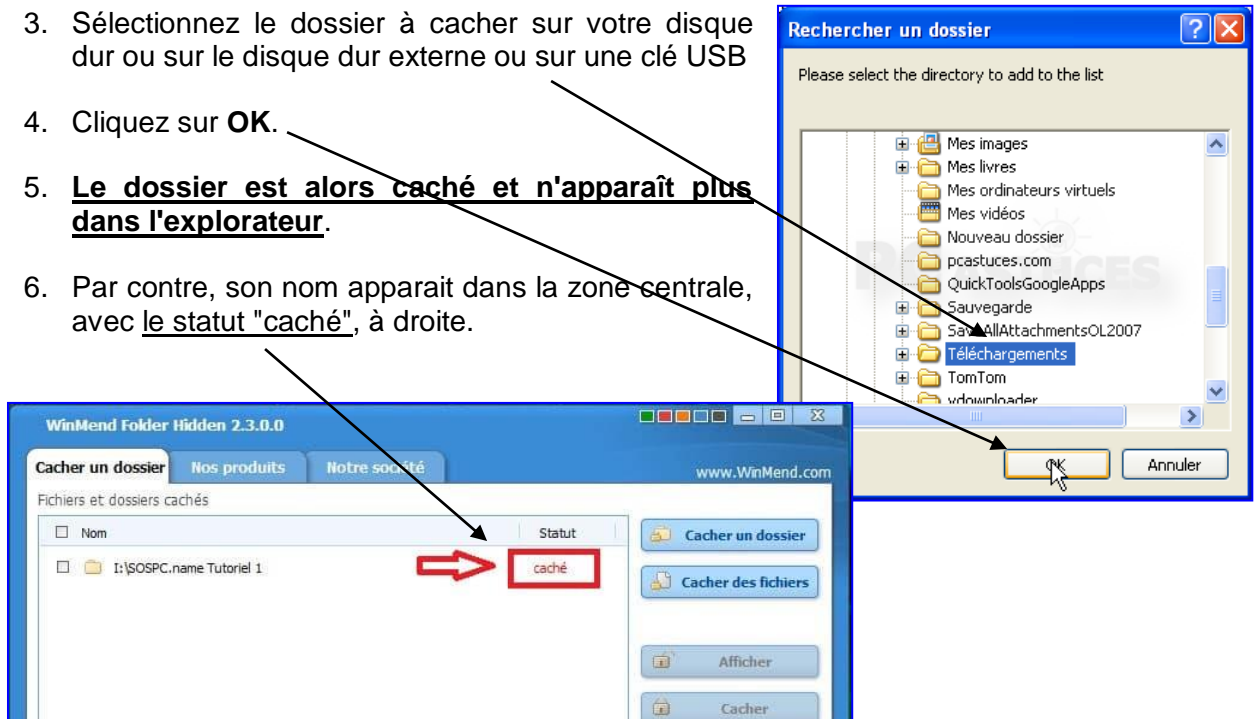 3. Sélectionnez le dossier à cacher sur votre disque
dur ou sur le disque dur externe ou sur une clé USB
4. Cliquez sur OK.
5. Le dossier est alors caché et n'apparaît plus
dans l'explorateur.
6. Par contre, son nom apparait dans la zone centrale,
avec le statut "caché", à droite.
Rechercher un dossier
Please select the directory to add to the list
Mes images
Mes livres
Mes ordinateurs virtuels
Mes vidéos
Nouveau dossier
pcastuces.com
QuickToolsGoogleApps
Sauvegarde
SaveAllAttachmentsOL2007
Téléchargements
TomTom
vdownloader
PC ASTUCES
OK Annuler
WinMend Folder Hidden 2.3.0.0
Cacher un dossier Nos produits Notre société
www.WinMend.com
Fichiers et dossiers cachés
Nom Statut
I:\SOSPC.name Tutoriel 1 caché
Cacher un dossier
Cacher des fichiers
Afficher
Cacher